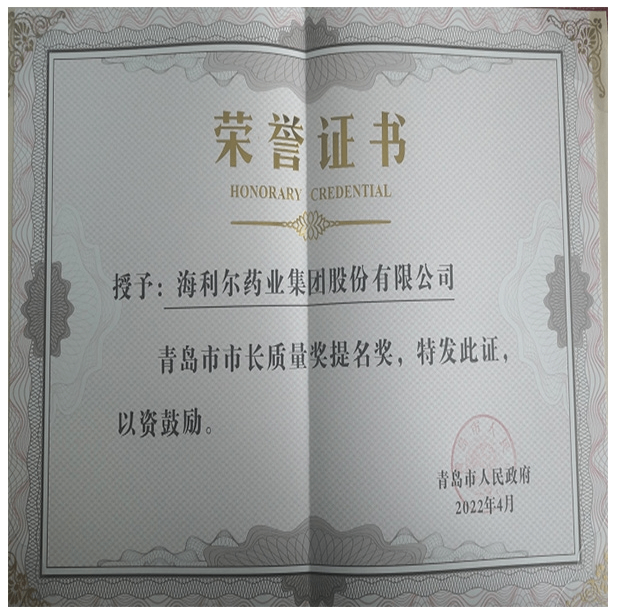 荣誉证书
HONORARY CREDENTIAL
授予：海利尔药业集团股份有限公司
青岛市市长质量奖提名奖，特发此证，
以资鼓励。
青岛市人民政府
2022年4月